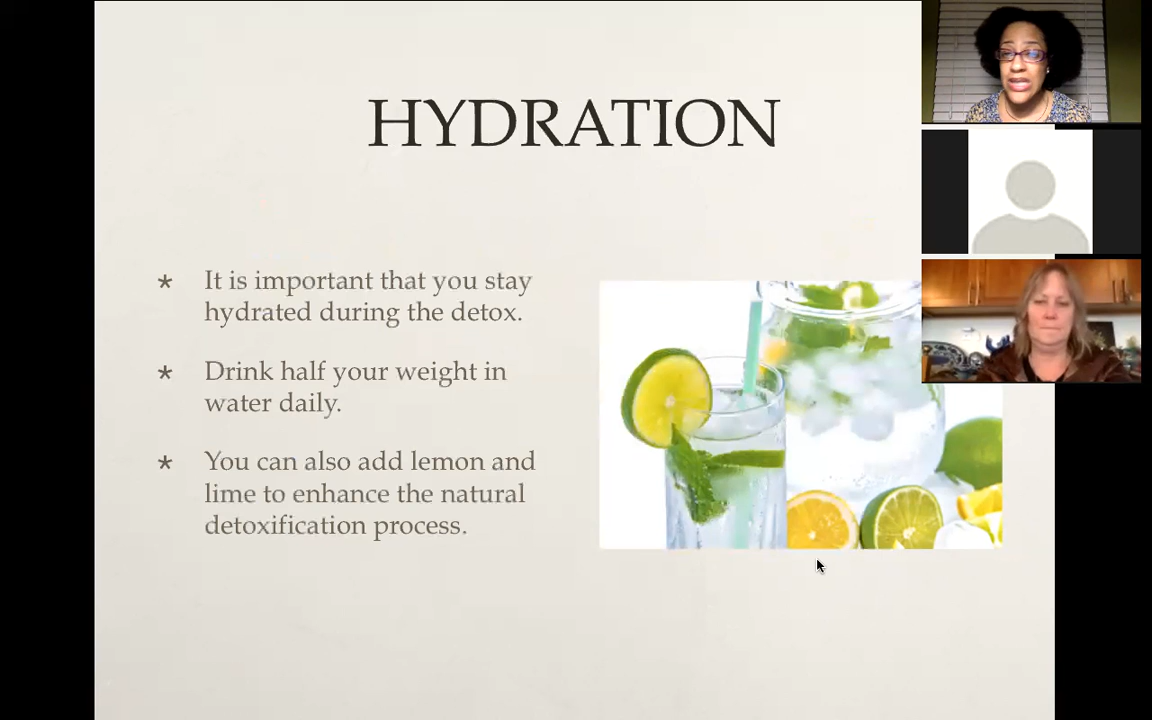 HYDRATION
* It is important that you stay
hydrated during the detox.
* Drink half your weight in
water daily.
* You can also add lemon and
lime to enhance the natural
detoxification process.